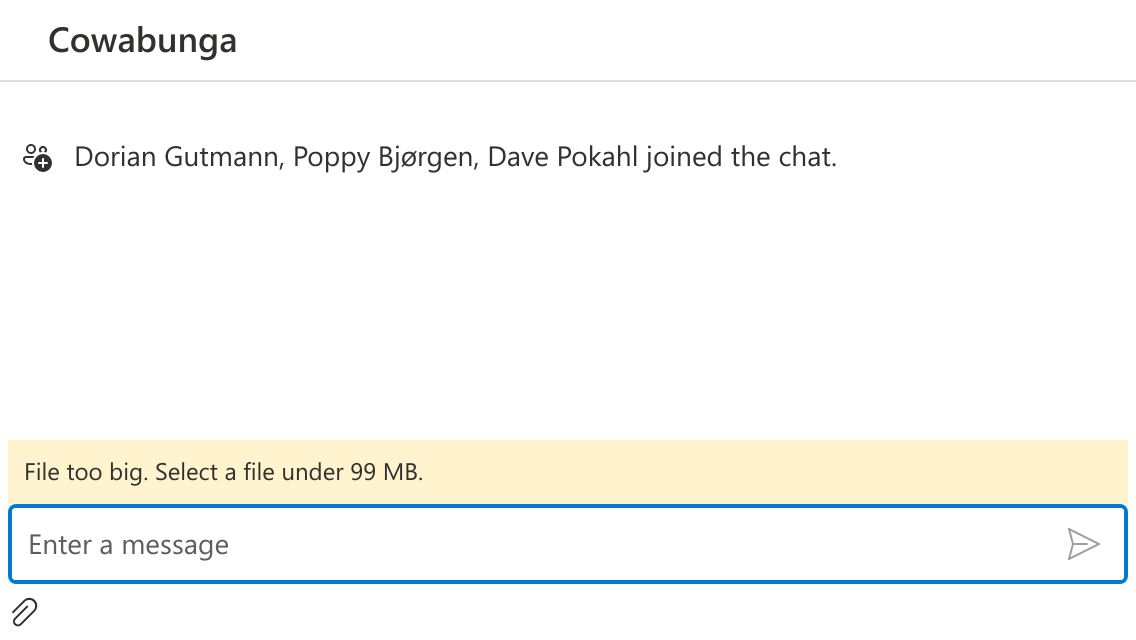 Cowabunga
Dorian Gutmann, Poppy Bjørgen, Dave Pokahl joined the chat.
File too big. Select a file under 99 MB.
Enter a message